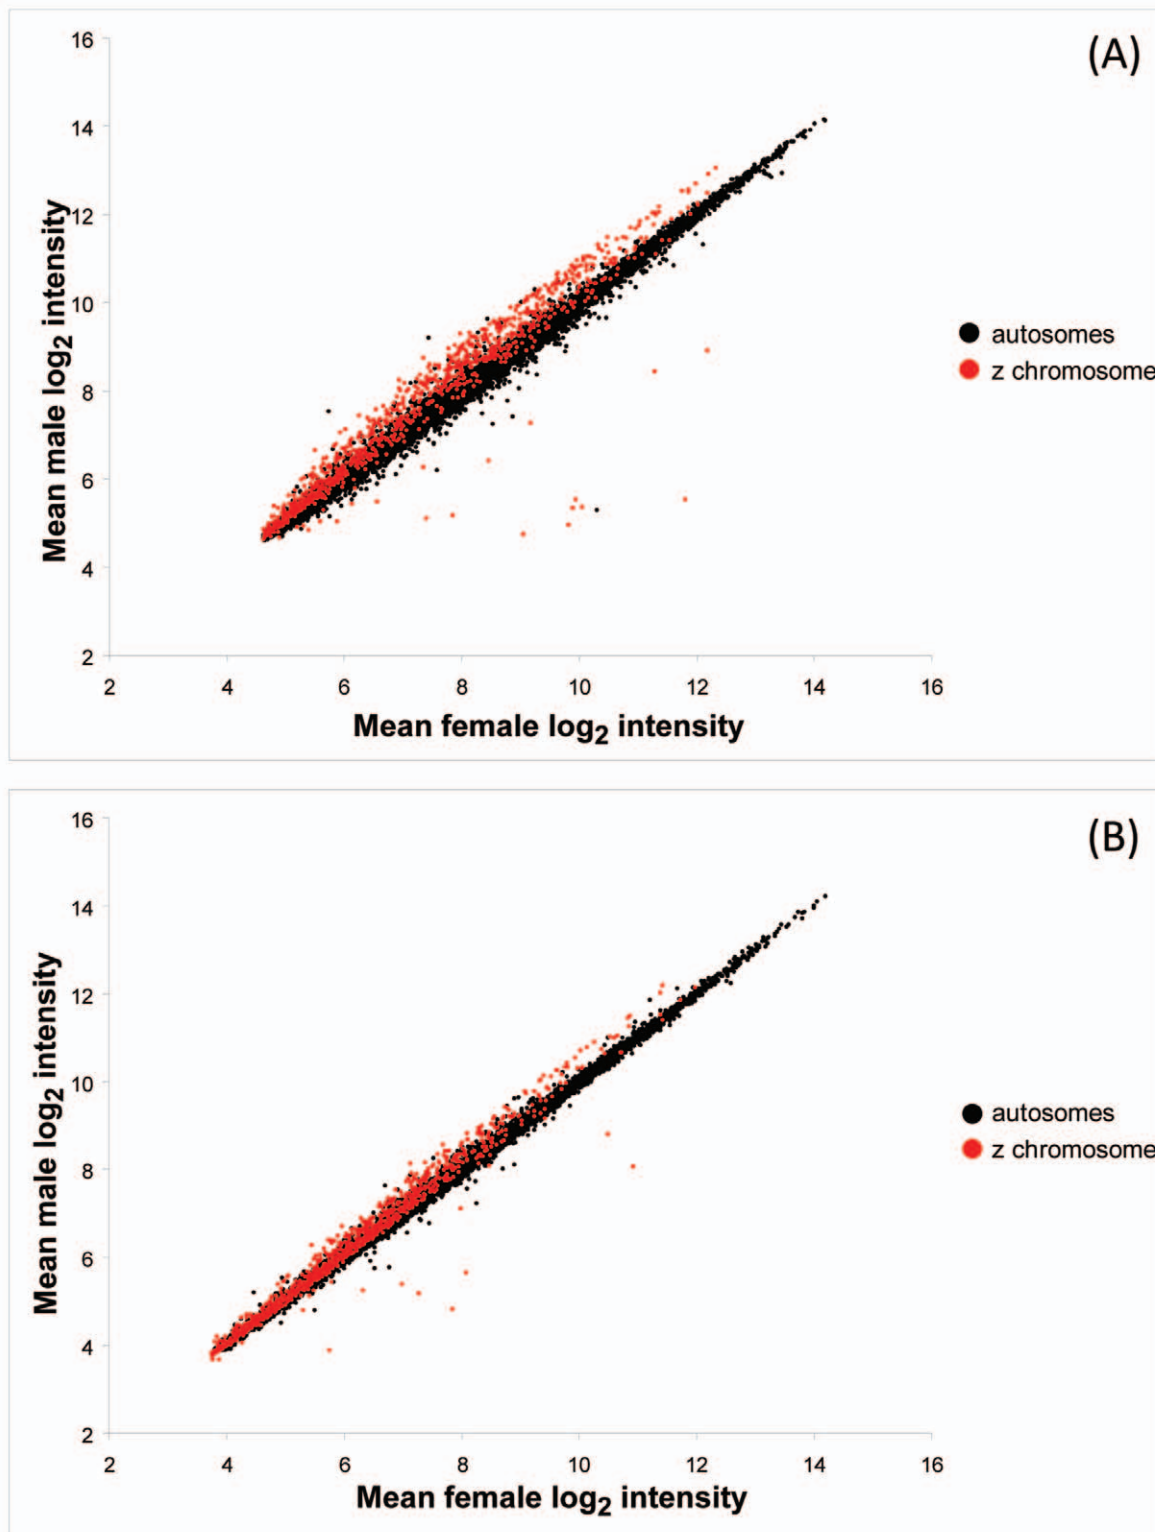 (A)
16
14
12
10
8
6
4
2
2 4 6 8 10 12 14 16
Mean male log2 intensity
Mean female log2 intensity
autosomes
z chromosome
(B)
16
14
12
10
8
6
4
2
2 4 6 8 10 12 14 16
Mean male log2 intensity
Mean female log2 intensity
autosomes
z chromosome